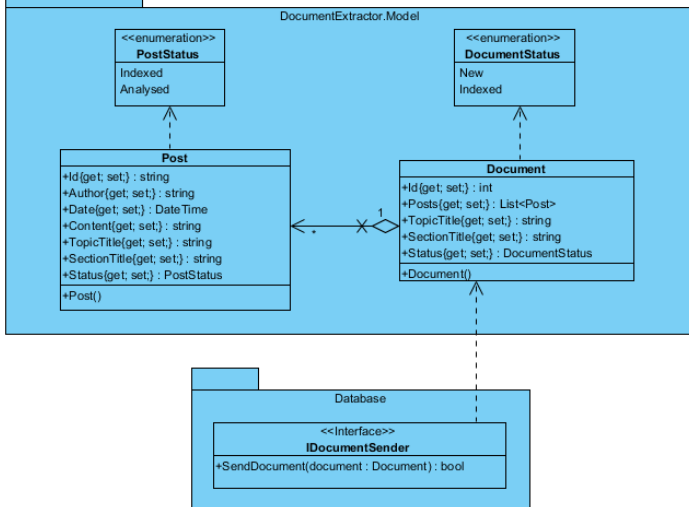 DocumentExtractor.Model
<<enumeration>>
PostStatus
Indexed
Analysed
<<enumeration>>
DocumentStatus
New
Indexed
Post
+Id{get; set;} : string
+Author{get; set;} : string
+Date{get; set;} : DateTime
+Content{get; set;} : string
+TopicTitle{get; set;} : string
+SectionTitle{get; set;} : string
+Status{get; set;} : PostStatus
+Post()
*
1
Document
+Id{get; set;} : int
+Posts{get; set;} : List<Post>
+TopicTitle{get; set;} : string
+SectionTitle{get; set;} : string
+Status{get; set;} : DocumentStatus
+Document()
Database
<<Interface>>
IDocumentSender
+SendDocument(document : Document) : bool